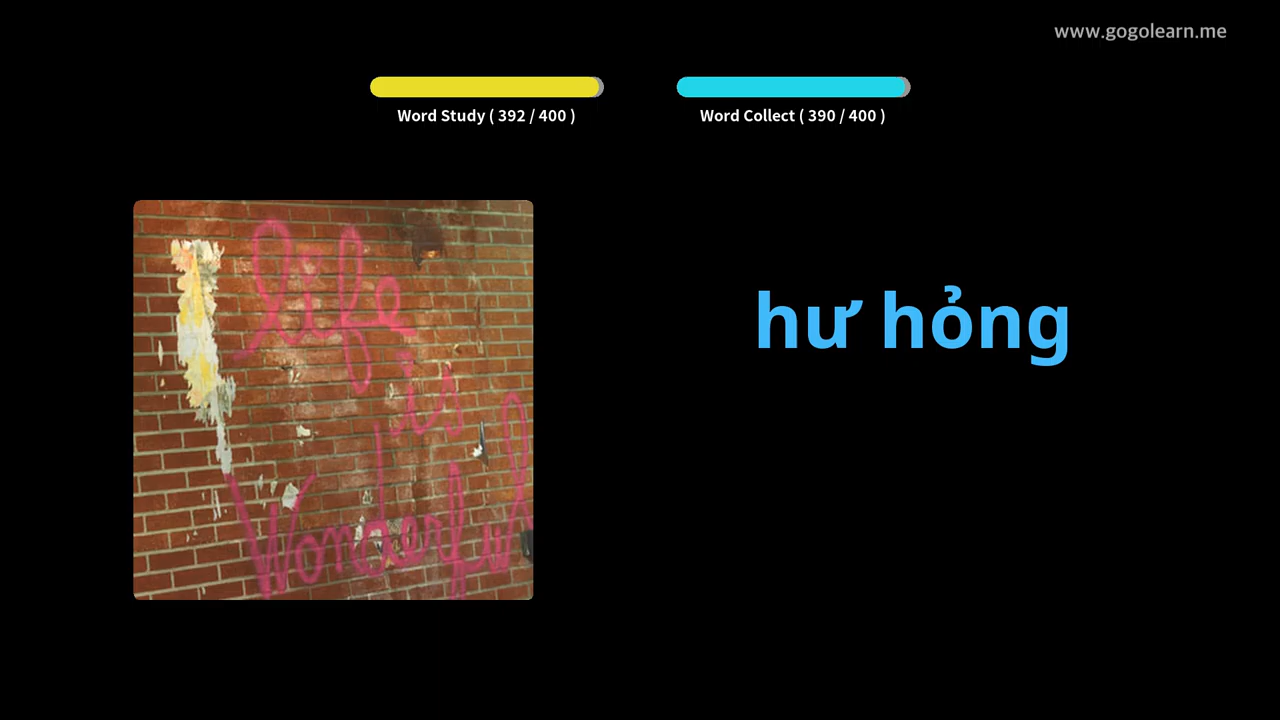 www.gogolearn.me
Word Study ( 392 / 400 )
Word Collect ( 390 / 400 )
life
is
Wonderful
hư hỏng